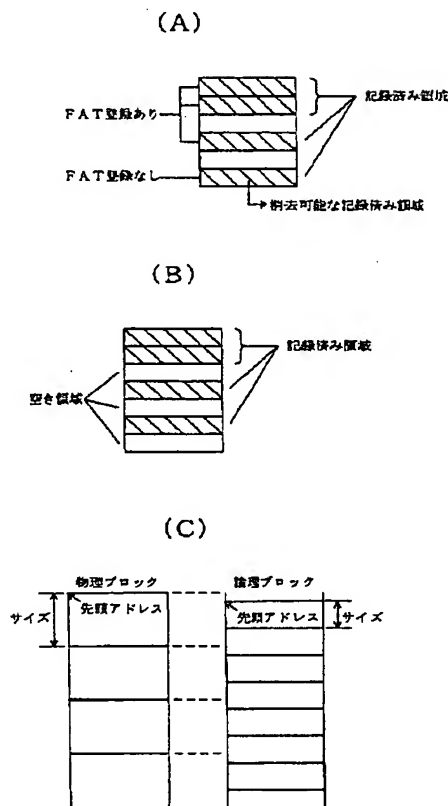 (A)
記録済み領域
FAT登録あり
FAT登録なし
消去可能な記録済み領域
(B)
記録済み領域
空き領域
(C)
物理ブロック
論理ブロック
サイズ
先頭アドレス
先頭アドレス
サイズ